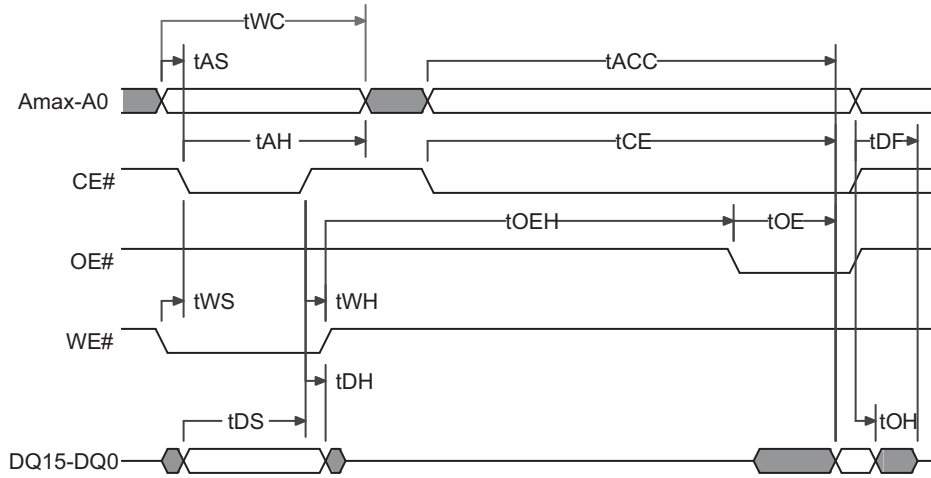 tWC
tAS
tACC
Amax-A0
tAH
tCE
tDF
CE#
tOEH
tOE
OE#
tWS
tWH
WE#
tDH
tDS
tOH
DQ15-DQ0